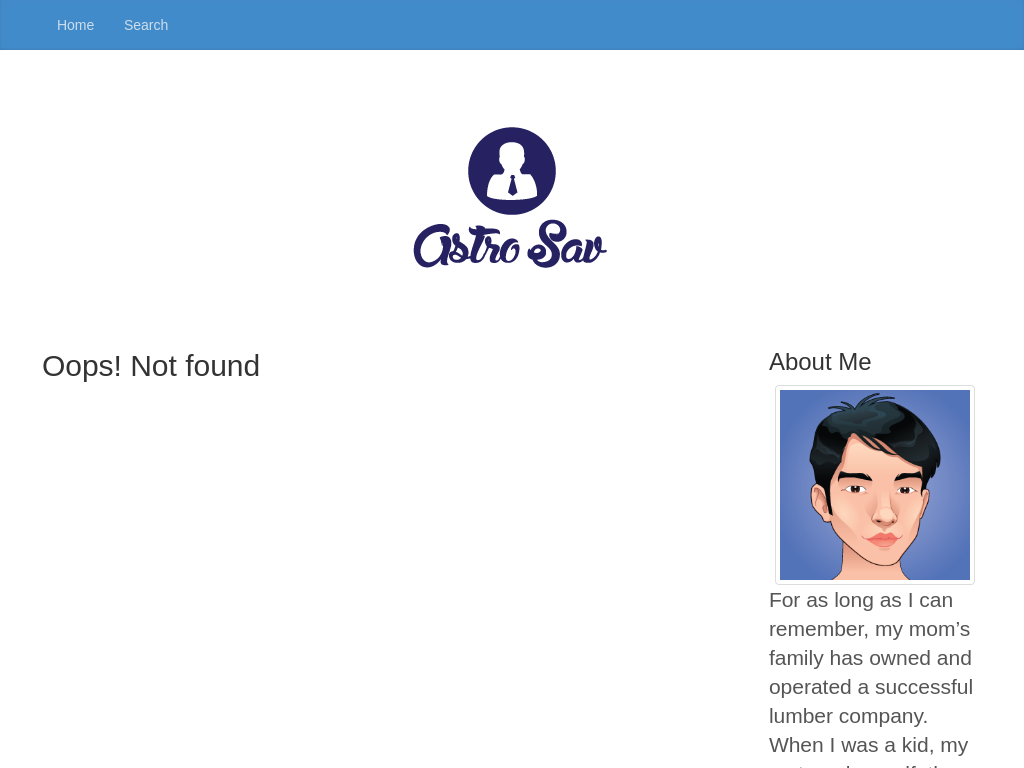 Home Search
Astro Sav
Oops! Not found
About Me
For as long as I can
remember, my mom’s
family has owned and
operated a successful
lumber company.
When I was a kid, my